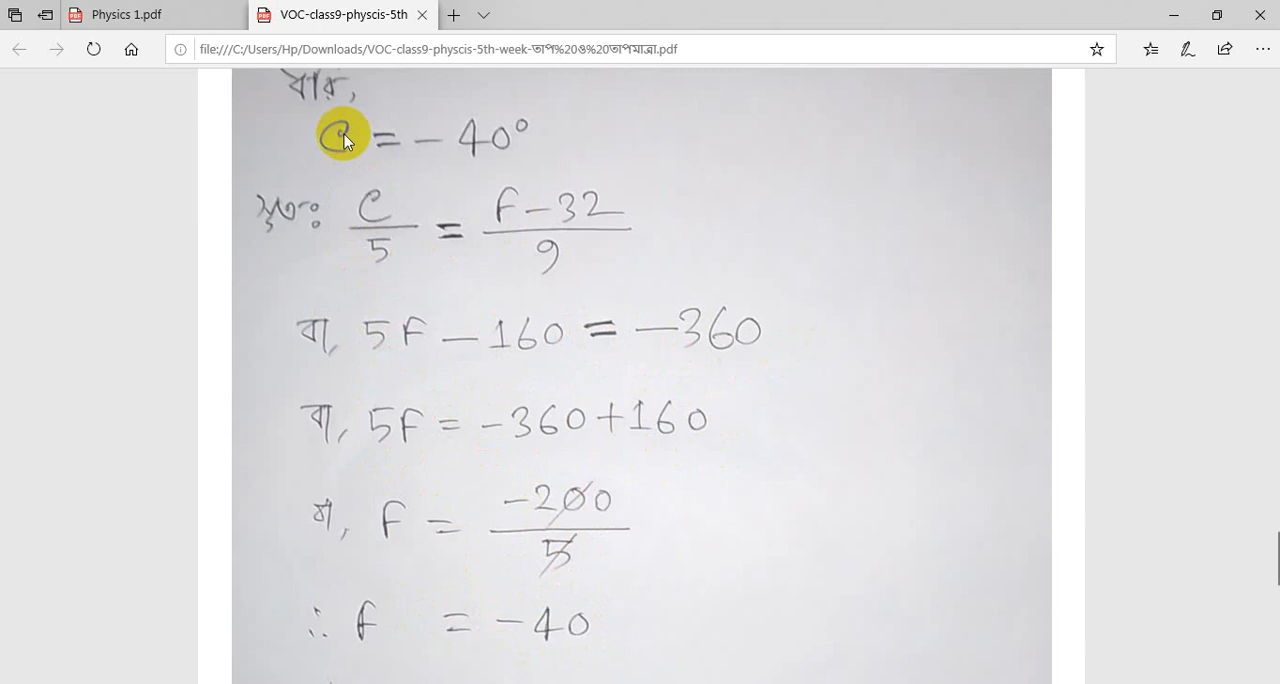 Physics 1.pdf
VOC-class9-physcis-5th
file:///C:/Users/Hp/Downloads/VOC-class9-physcis-5th-week-তাপ%20ও%20তাপমাত্রা.pdf
C = - 40°
সূত্রঃ C/5 = F-32/9
বা, 5F - 160 = -360
বা, 5F = -360+160
বা, F = -200/5
∴ F = -40